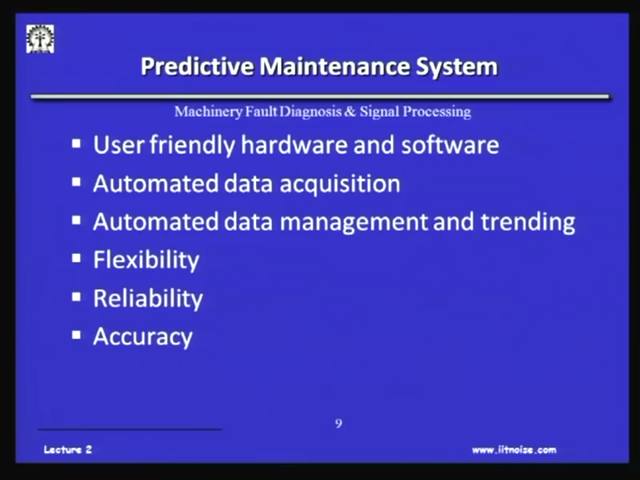 Predictive Maintenance System
Machinery Fault Diagnosis & Signal Processing
▪ User friendly hardware and software
▪ Automated data acquisition
▪ Automated data management and trending
▪ Flexibility
▪ Reliability
▪ Accuracy
9
Lecture 2
www.iitnoise.com